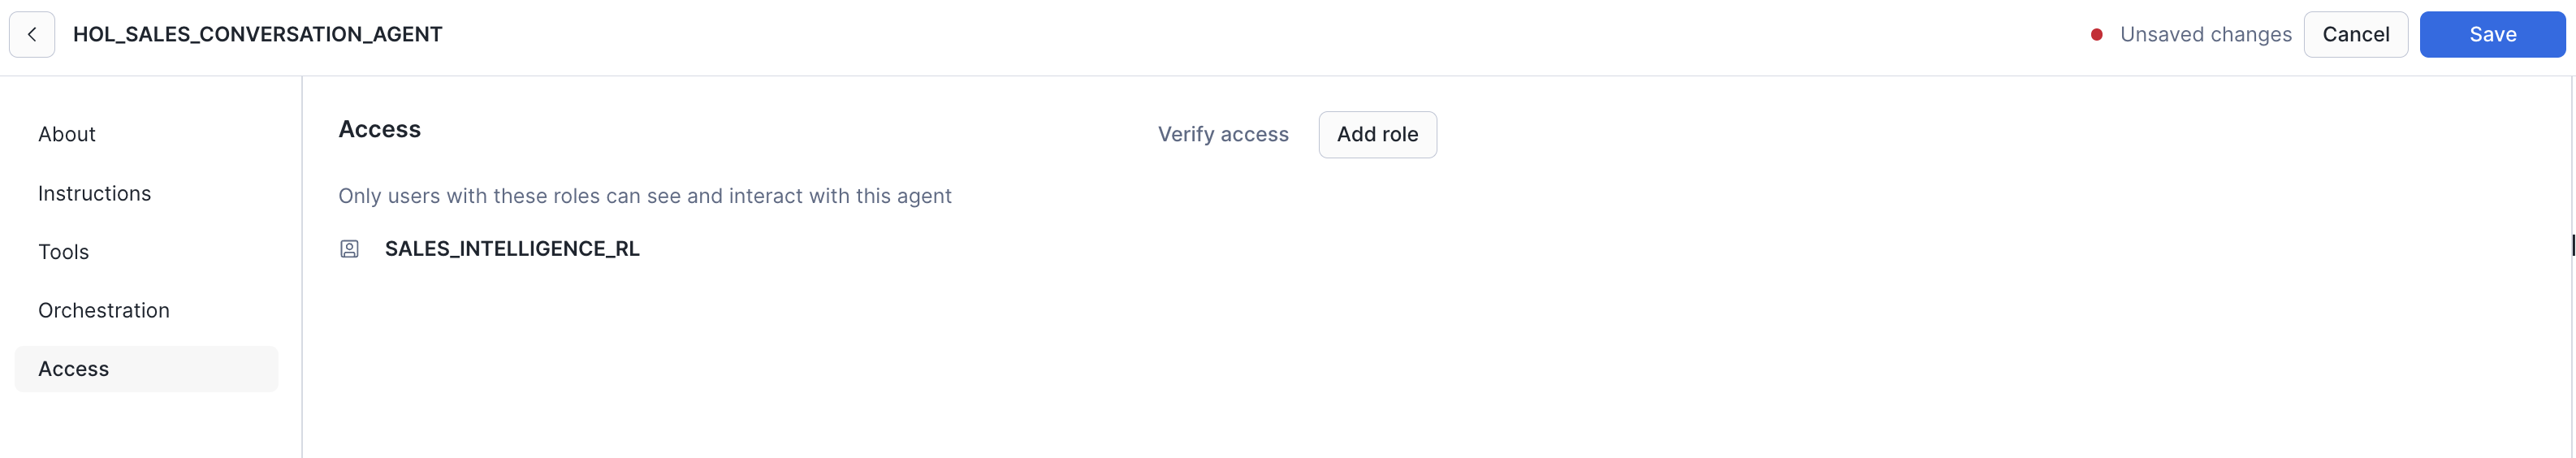 HOL_SALES_CONVERSATION_AGENT
Unsaved changes
Cancel
Save
About
Instructions
Tools
Orchestration
Access
Access
Verify access
Add role
Only users with these roles can see and interact with this agent
SALES_INTELLIGENCE_RL